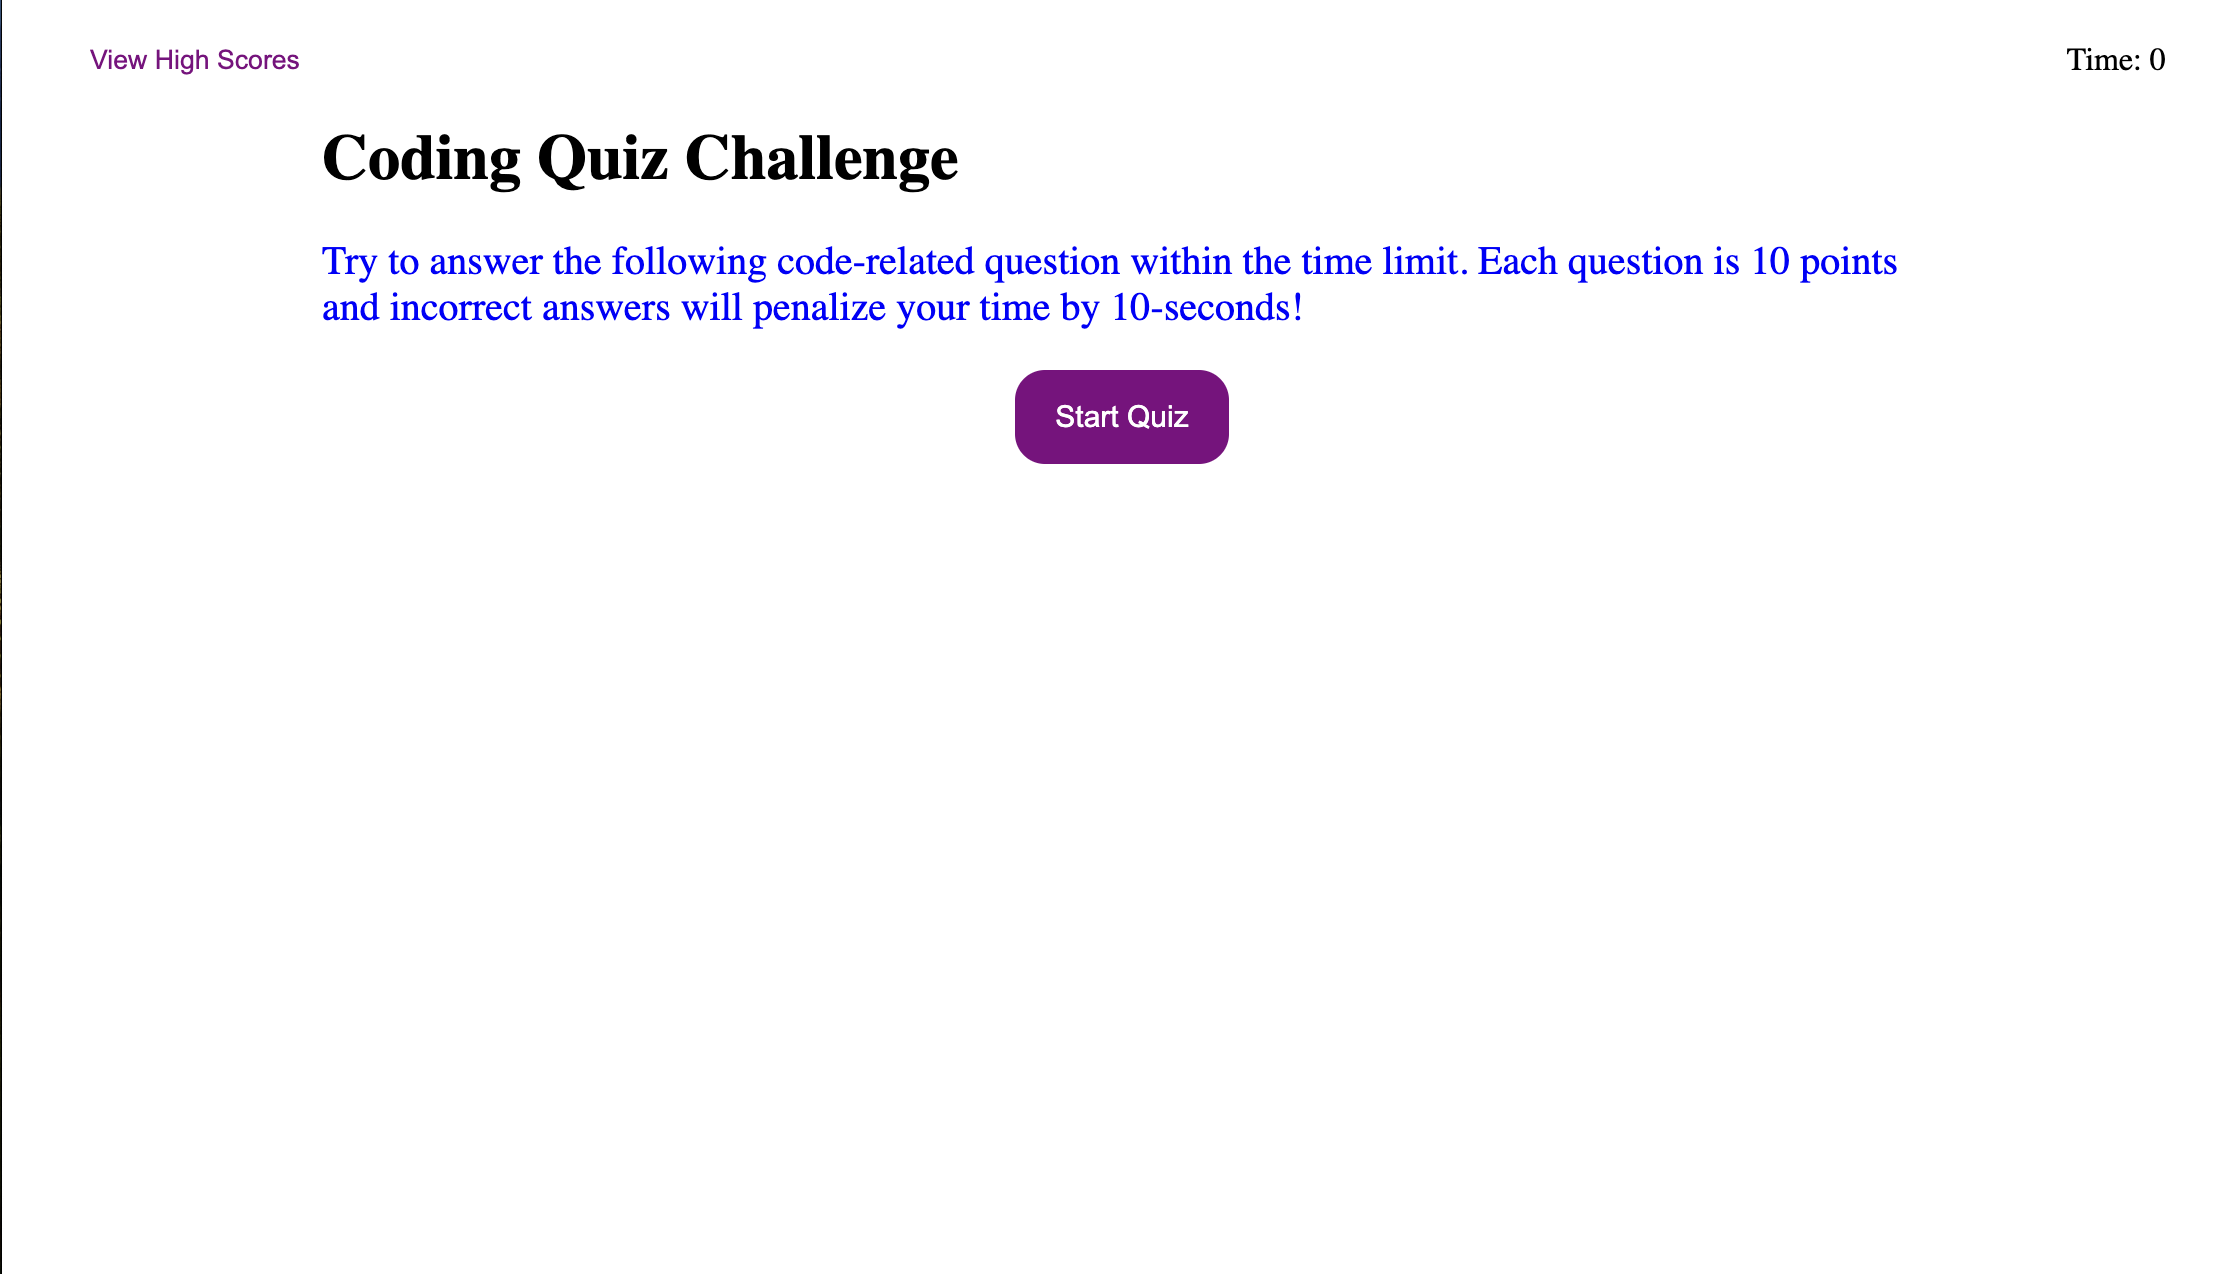 View High Scores
Time: 0
Coding Quiz Challenge
Try to answer the following code-related question within the time limit. Each question is 10 points
and incorrect answers will penalize your time by 10-seconds!
Start Quiz